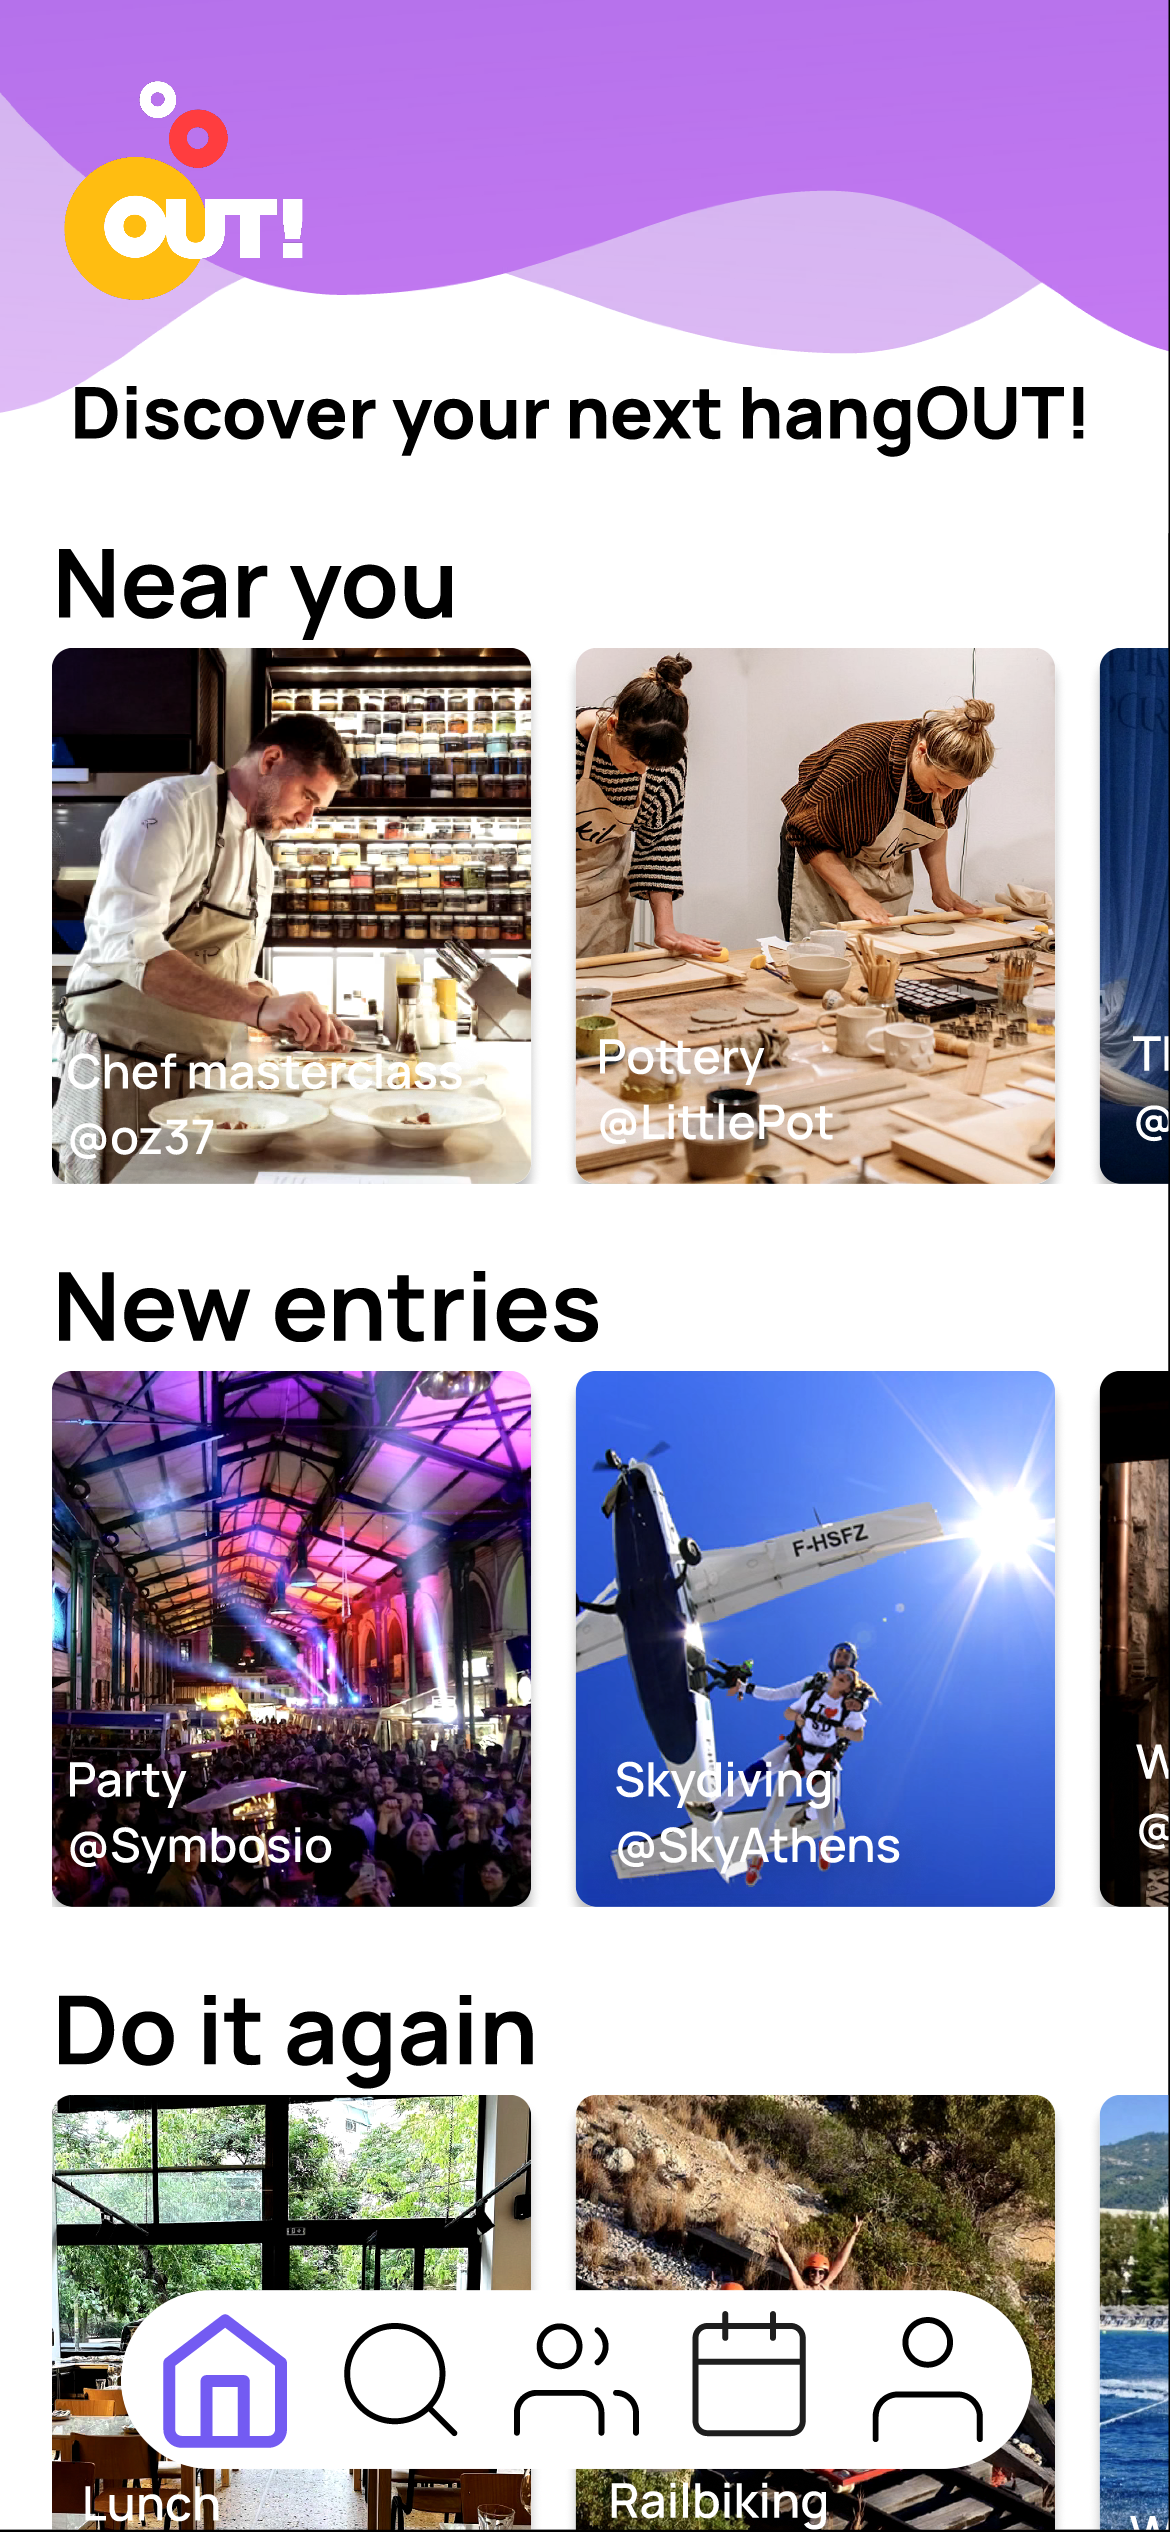 OUT!
Discover your next hangOUT!
Near you
Chef masterclass
@oz37
Pottery
@LittlePot
@
New entries
F-HSFZ
Party
@Symbosio
Skydiving
@SkyAthens
W
@
Do it again
Lunch
Railbiking